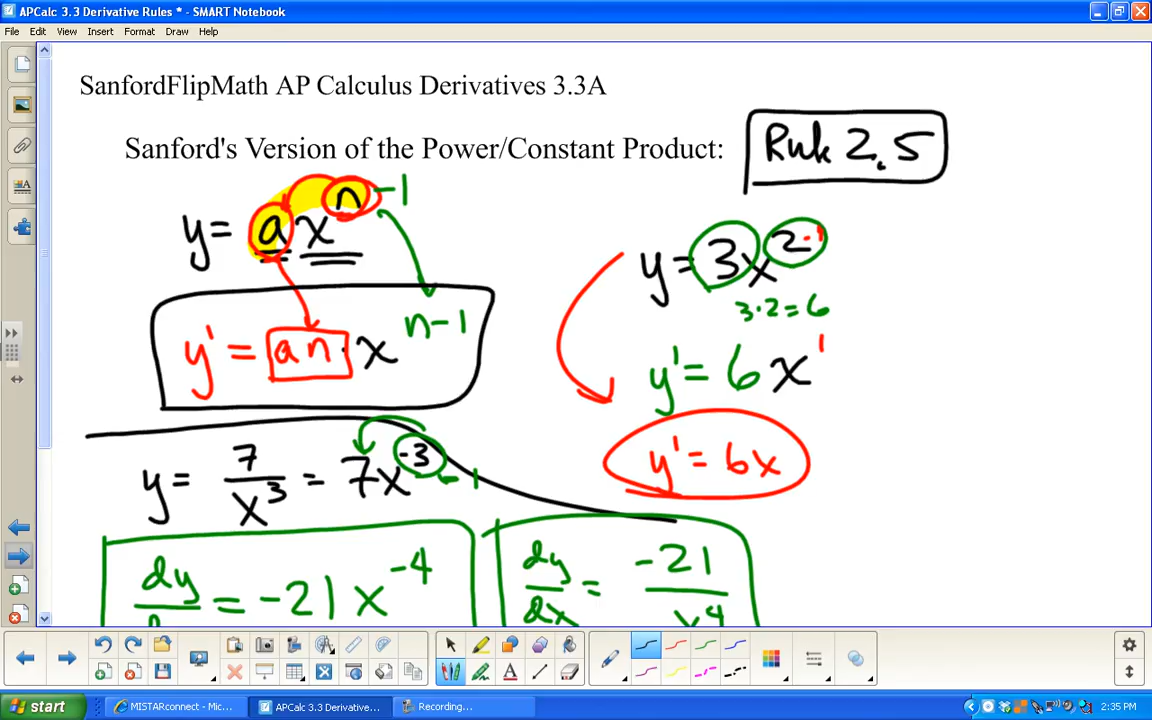 APCalc 3.3 Derivative Rules * - SMART Notebook
File Edit View Insert Format Draw Help
SanfordFlipMath AP Calculus Derivatives 3.3A
Sanford's Version of the Power/Constant Product: Rule 2.5
y = a x^n -1
y' = an · x^n-1
y = 3x^2-1
3·2=6
y' = 6x^1
y' = 6x
y = 7/x^3 = 7x^-3 -1
dy/d = -21x^-4
dy/dx = -21/x^4
start MISTARconnect - Mic... APCalc 3.3 Derivative... Recording... 2:35 PM